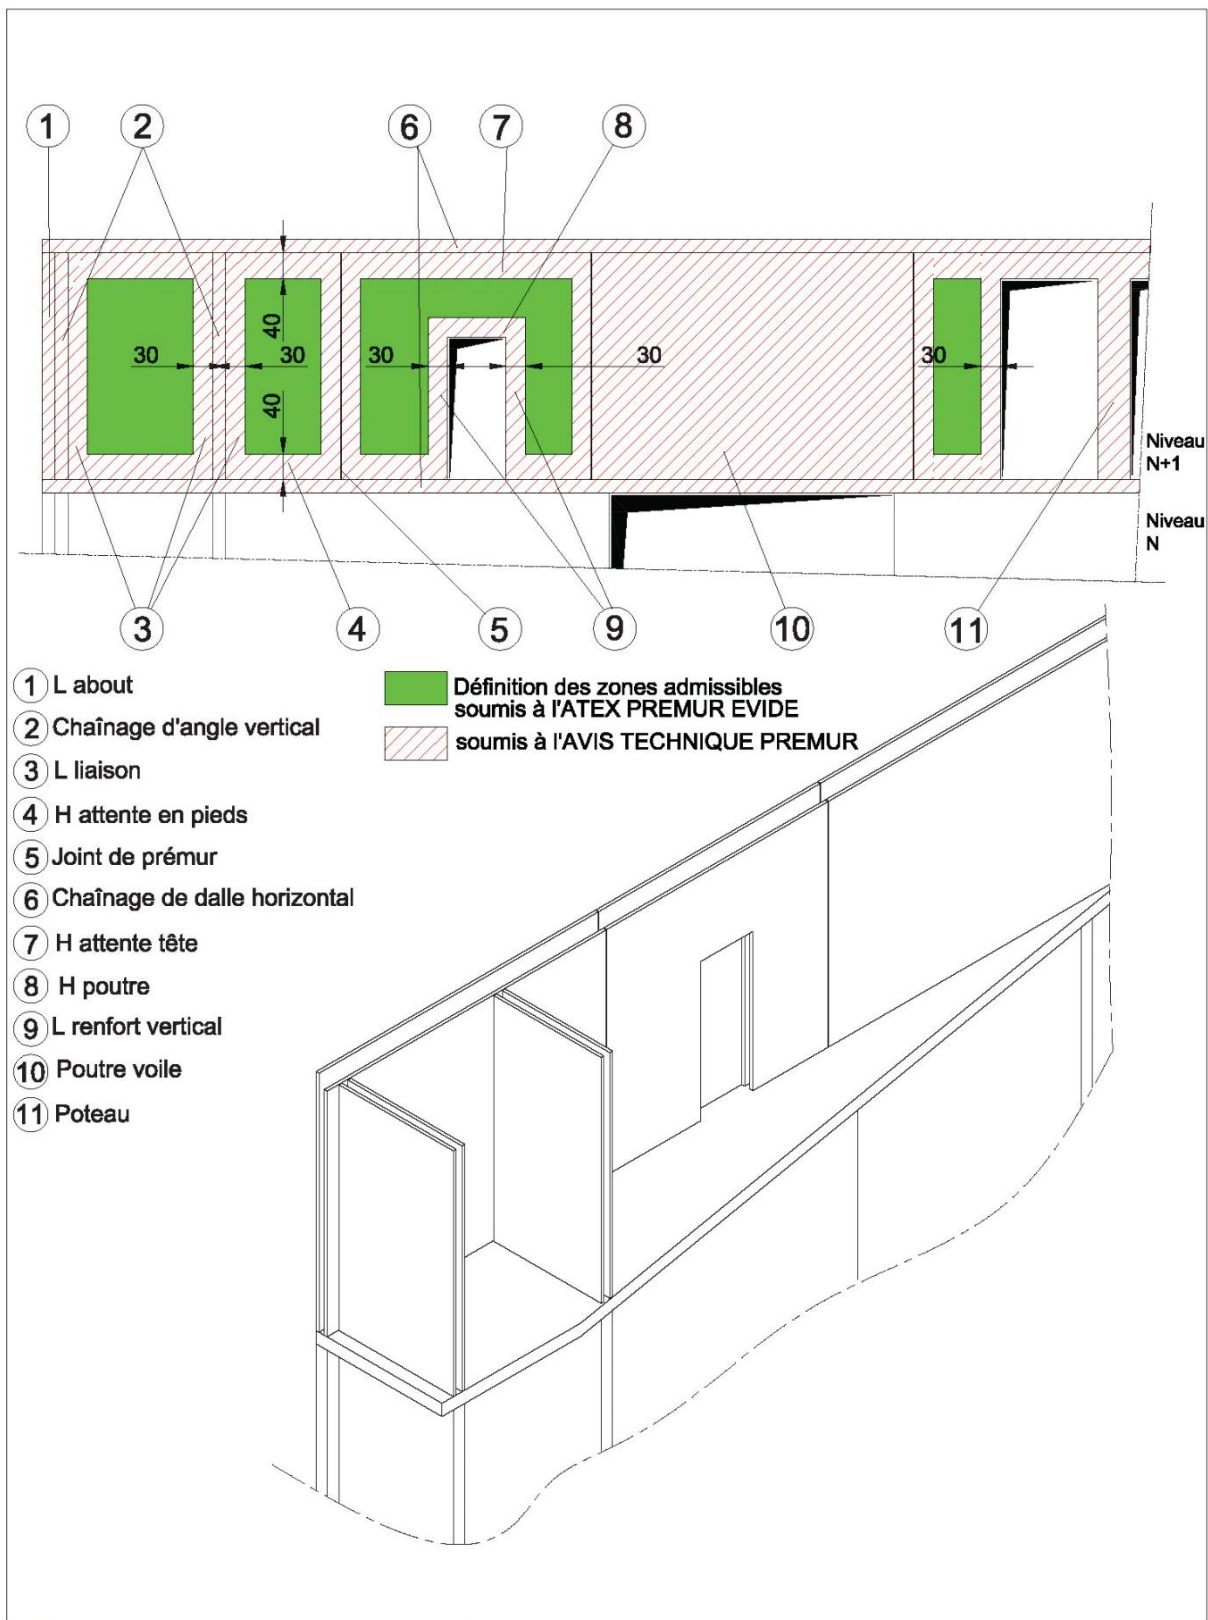 1
2
6
7
8
40
30
30
30
30
30
40
Niveau
N+1
Niveau
N
3
4
5
9
10
11
1 L about
2 Chaînage d'angle vertical
3 L liaison
4 H attente en pieds
5 Joint de prémur
6 Chaînage de dalle horizontal
7 H attente tête
8 H poutre
9 L renfort vertical
10 Poutre voile
11 Poteau
Définition des zones admissibles
soumis à l'ATEX PREMUR EVIDE
soumis à l'AVIS TECHNIQUE PREMUR